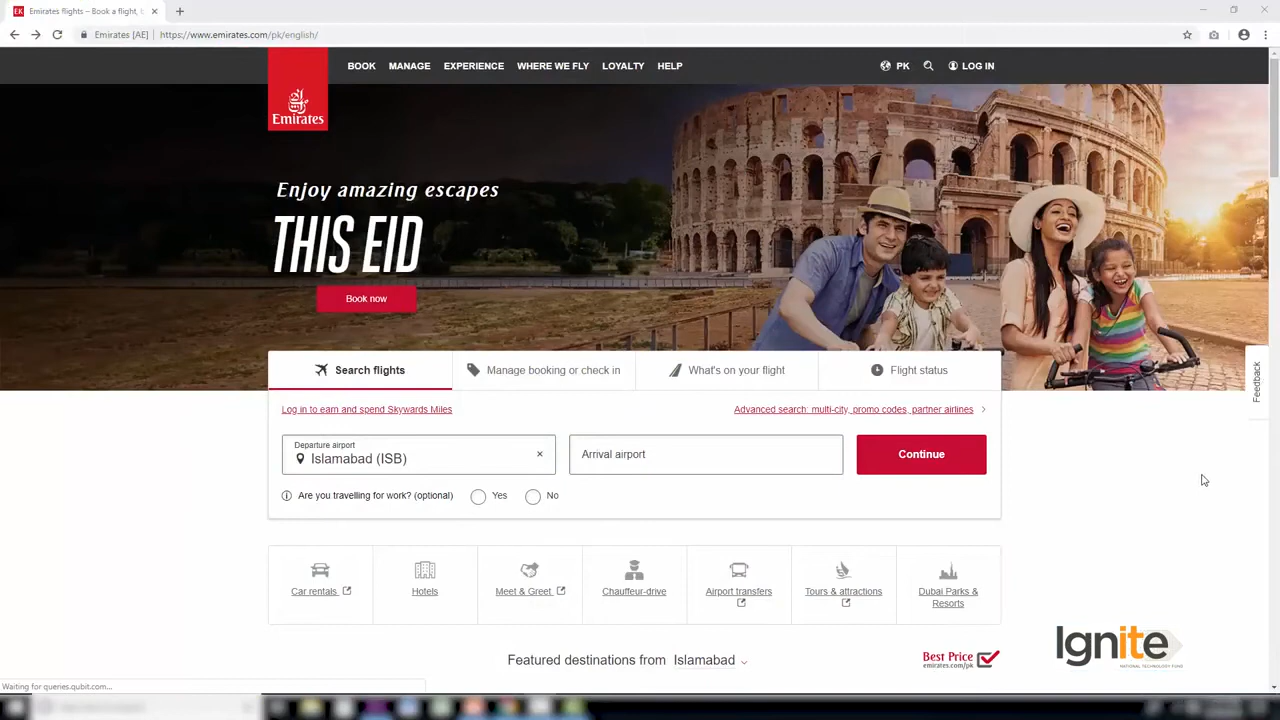 EK Emirates flights – Book a flight, t
Emirates [AE] https://www.emirates.com/pk/english/
Emirates
BOOK MANAGE EXPERIENCE WHERE WE FLY LOYALTY HELP PK LOG IN
Enjoy amazing escapes
THIS EID
Book now
Search flights Manage booking or check in What's on your flight Flight status
Feedback
Log in to earn and spend Skywards Miles Advanced search: multi-city, promo codes, partner airlines
Departure airport
Islamabad (ISB) Arrival airport Continue
Are you travelling for work? (optional) Yes No
Car rentals Hotels Meet & Greet Chauffeur-drive Airport transfers Tours & attractions Dubai Parks &
Resorts
Featured destinations from Islamabad
Best Price
emirates.com/pk
Ignite
NATIONAL TECHNOLOGY FUND
Waiting for queries.qubit.com...